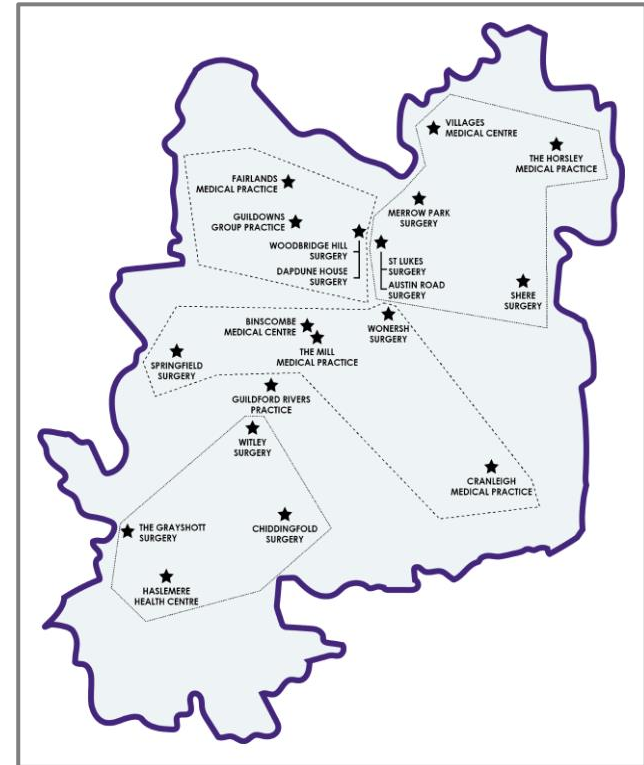 VILLAGES
MEDICAL CENTRE
THE HORSLEY
MEDICAL PRACTICE
FAIRLANDS
MEDICAL PRACTICE
MERROW PARK
SURGERY
GUILDOWNS
GROUP PRACTICE
WOODBRIDGE HILL
SURGERY
DAPDUNE HOUSE
SURGERY
ST LUKES
SURGERY
AUSTIN ROAD
SURGERY
SHERE
SURGERY
BINSCOMBE
MEDICAL CENTRE
WONERSH
SURGERY
THE MILL
MEDICAL PRACTICE
SPRINGFIELD
SURGERY
GUILDFORD RIVERS
PRACTICE
WITLEY
SURGERY
CRANLEIGH
MEDICAL PRACTICE
THE GRAYSHOTT
SURGERY
CHIDDINGFOLD
SURGERY
HASLEMERE
HEALTH CENTRE